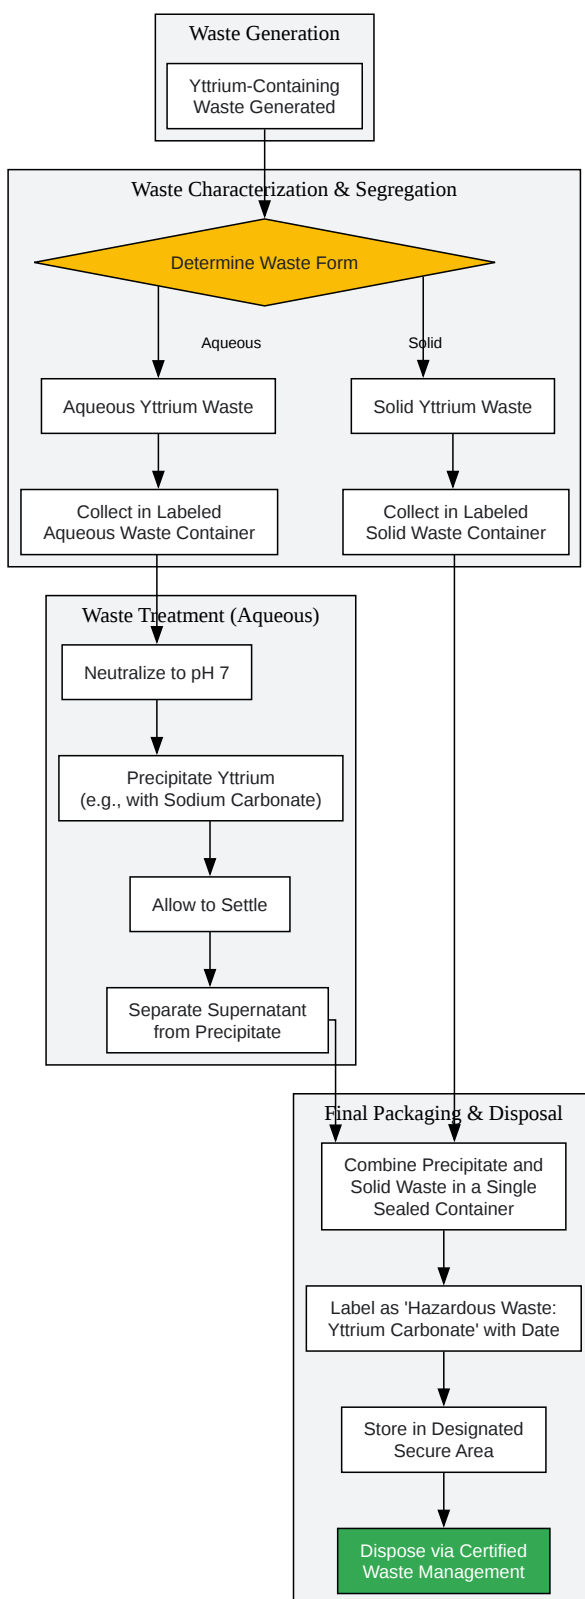 Waste Generation
Yttrium-Containing
Waste Generated
Waste Characterization & Segregation
Determine Waste Form
Aqueous
Solid
Aqueous Yttrium Waste
Solid Yttrium Waste
Collect in Labeled
Aqueous Waste Container
Collect in Labeled
Solid Waste Container
Waste Treatment (Aqueous)
Neutralize to pH 7
Precipitate Yttrium
(e.g., with Sodium Carbonate)
Allow to Settle
Separate Supernatant
from Precipitate
Final Packaging & Disposal
Combine Precipitate and
Solid Waste in a Single
Sealed Container
Label as 'Hazardous Waste:
Yttrium Carbonate' with Date
Store in Designated
Secure Area
Dispose via Certified
Waste Management